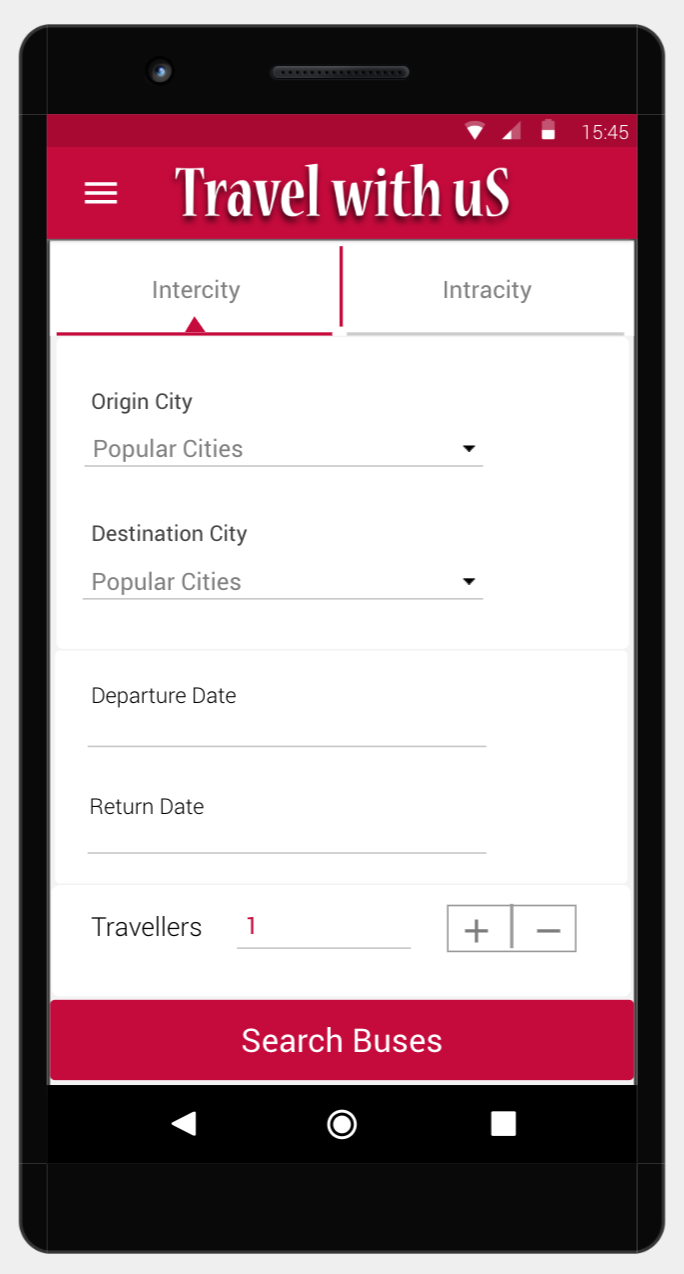 15:45
Travel with uS
Intercity Intracity
Origin City
Popular Cities
Destination City
Popular Cities
Departure Date
Return Date
Travellers 1 + −
Search Buses